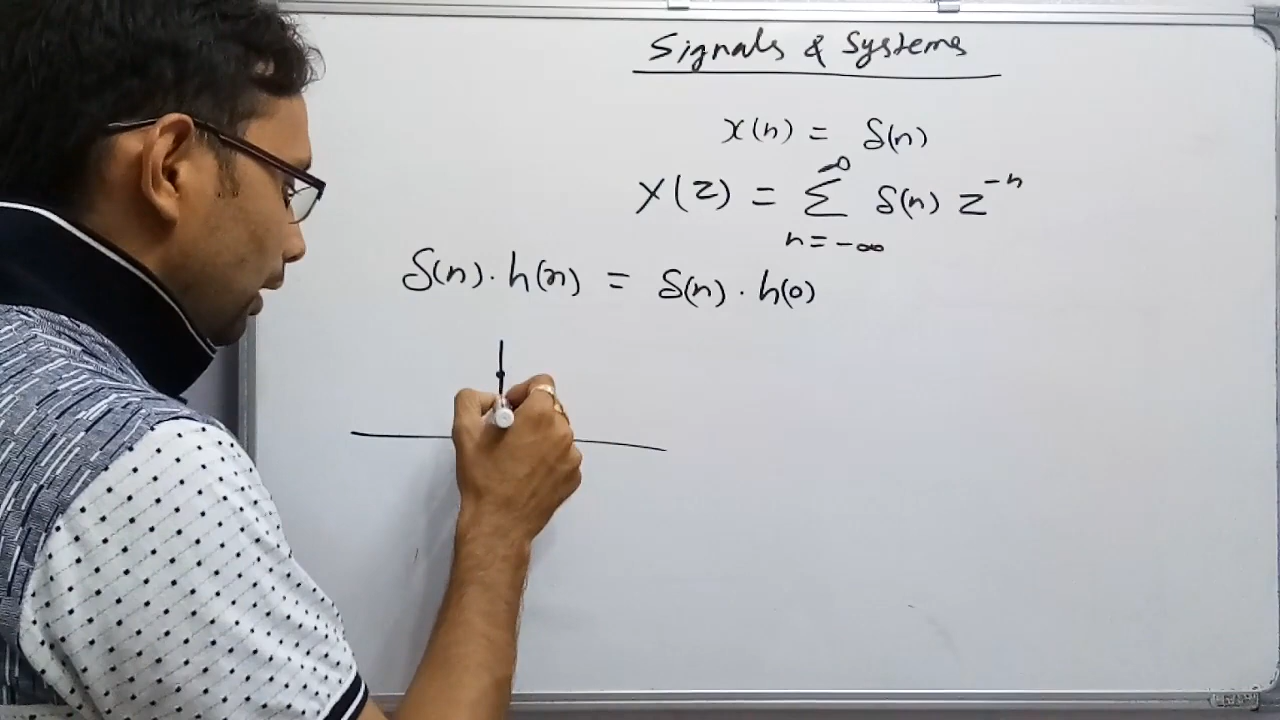 Signals & Systems
x(n) = δ(n)
X(z) = ∑ₙ₌₋∞^∞ δ(n) z⁻ⁿ
δ(n) · h(n) = δ(n) · h(0)